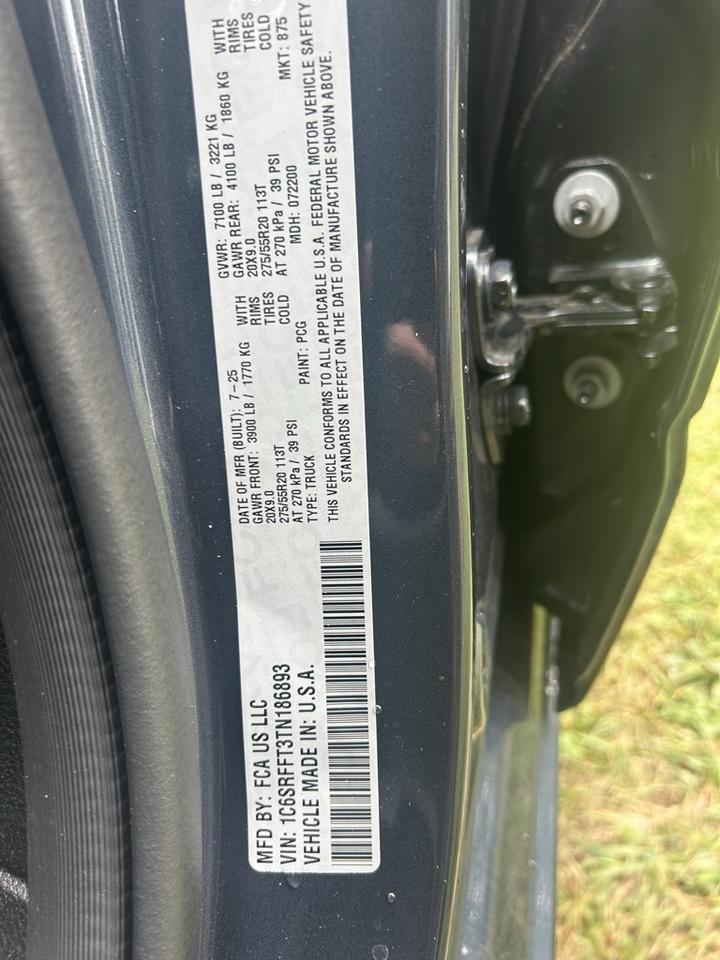 MFD BY: FCA US LLC
VIN: 1C6SRFFT3TN186893
VEHICLE MADE IN: U.S.A.
DATE OF MFR (BUILT): 7-25
GAWR FRONT: 3900 LB / 1770 KG WITH
20X9.0 RIMS
275/55R20 113T TIRES
AT 270 kPa / 39 PSI COLD
TYPE: TRUCK PAINT: PCG
GVWR: 7100 LB / 3221 KG
GAWR REAR: 4100 LB / 1860 KG WITH
20X9.0 RIMS
275/55R20 113T TIRES
AT 270 kPa / 39 PSI COLD
MDH: 072200 MKT: 875
THIS VEHICLE CONFORMS TO ALL APPLICABLE U.S.A. FEDERAL MOTOR VEHICLE SAFETY
STANDARDS IN EFFECT ON THE DATE OF MANUFACTURE SHOWN ABOVE.